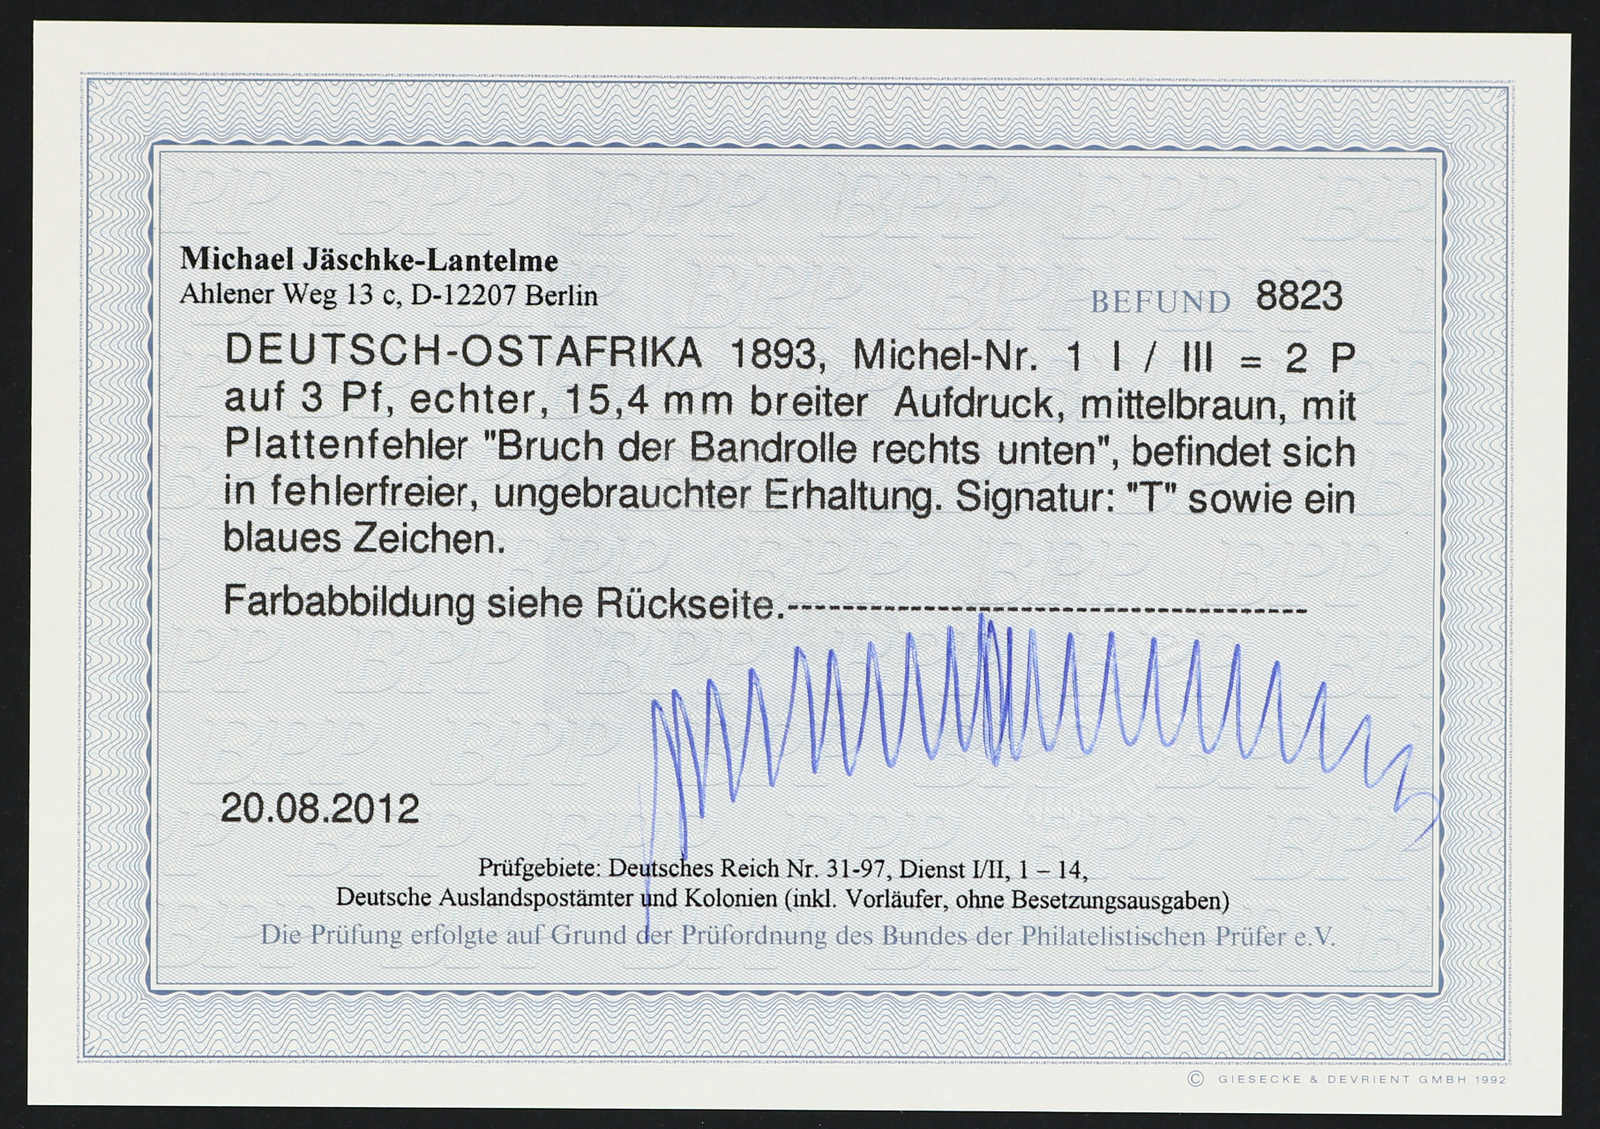 Michael Jäschke-Lantelme
Ahlener Weg 13 c, D-12207 Berlin
BEFUND 8823
DEUTSCH-OSTAFRIKA 1893, Michel-Nr. 1 I / III = 2 P
auf 3 Pf, echter, 15,4 mm breiter Aufdruck, mittelbraun, mit
Plattenfehler "Bruch der Bandrolle rechts unten", befindet sich
in fehlerfreier, ungebrauchter Erhaltung. Signatur: "T" sowie ein
blaues Zeichen.
Farbabbildung siehe Rückseite.--------------------------------------
20.08.2012
Prüfgebiete: Deutsches Reich Nr. 31-97, Dienst I/II, 1 – 14,
Deutsche Auslandspostämter und Kolonien (inkl. Vorläufer, ohne Besetzungsausgaben)
Die Prüfung erfolgte auf Grund der Prüfordnung des Bundes der Philatelistischen Prüfer e.V.
© GIESECKE & DEVRIENT GMBH 1992